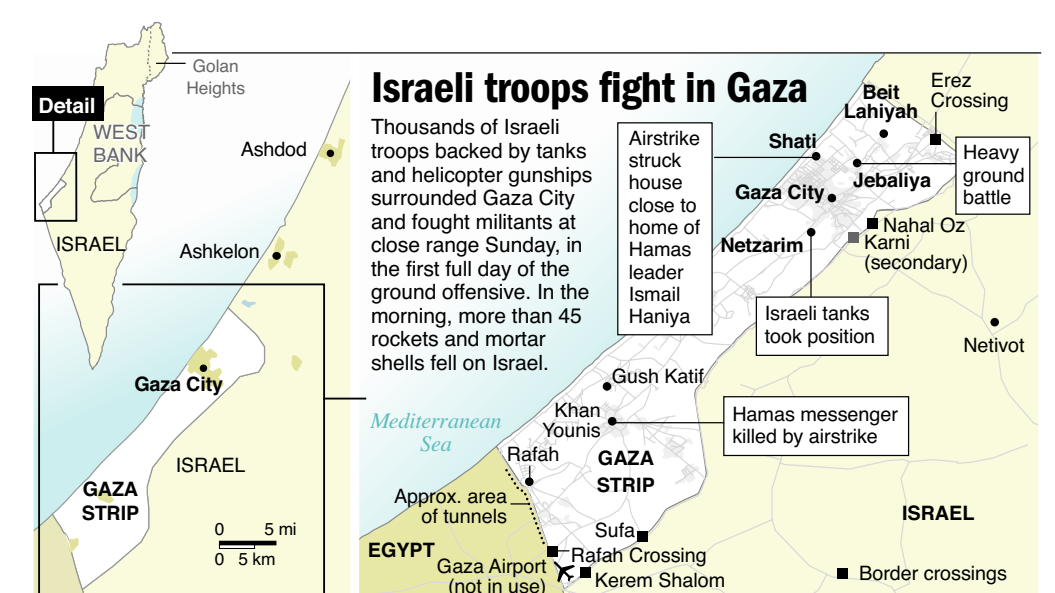 Golan
Heights
Detail
WEST
BANK
ISRAEL
Ashdod
Ashkelon
Gaza City
ISRAEL
GAZA
STRIP
0 5 mi
0 5 km
Israeli troops fight in Gaza
Thousands of Israeli
troops backed by tanks
and helicopter gunships
surrounded Gaza City
and fought militants at
close range Sunday, in
the first full day of the
ground offensive. In the
morning, more than 45
rockets and mortar
shells fell on Israel.
Airstrike
struck
house
close to
home of
Hamas
leader
Ismail
Haniya
Beit
Lahiyah
Erez
Crossing
Shati
Jebaliya
Heavy
ground
battle
Gaza City
Nahal Oz
Karni
(secondary)
Netzarim
Israeli tanks
took position
Netivot
Gush Katif
Mediterranean
Sea
Khan
Younis
Hamas messenger
killed by airstrike
Rafah
GAZA
STRIP
Approx. area
of tunnels
ISRAEL
Sufa
EGYPT
Rafah Crossing
Gaza Airport
(not in use)
Kerem Shalom
Border crossings